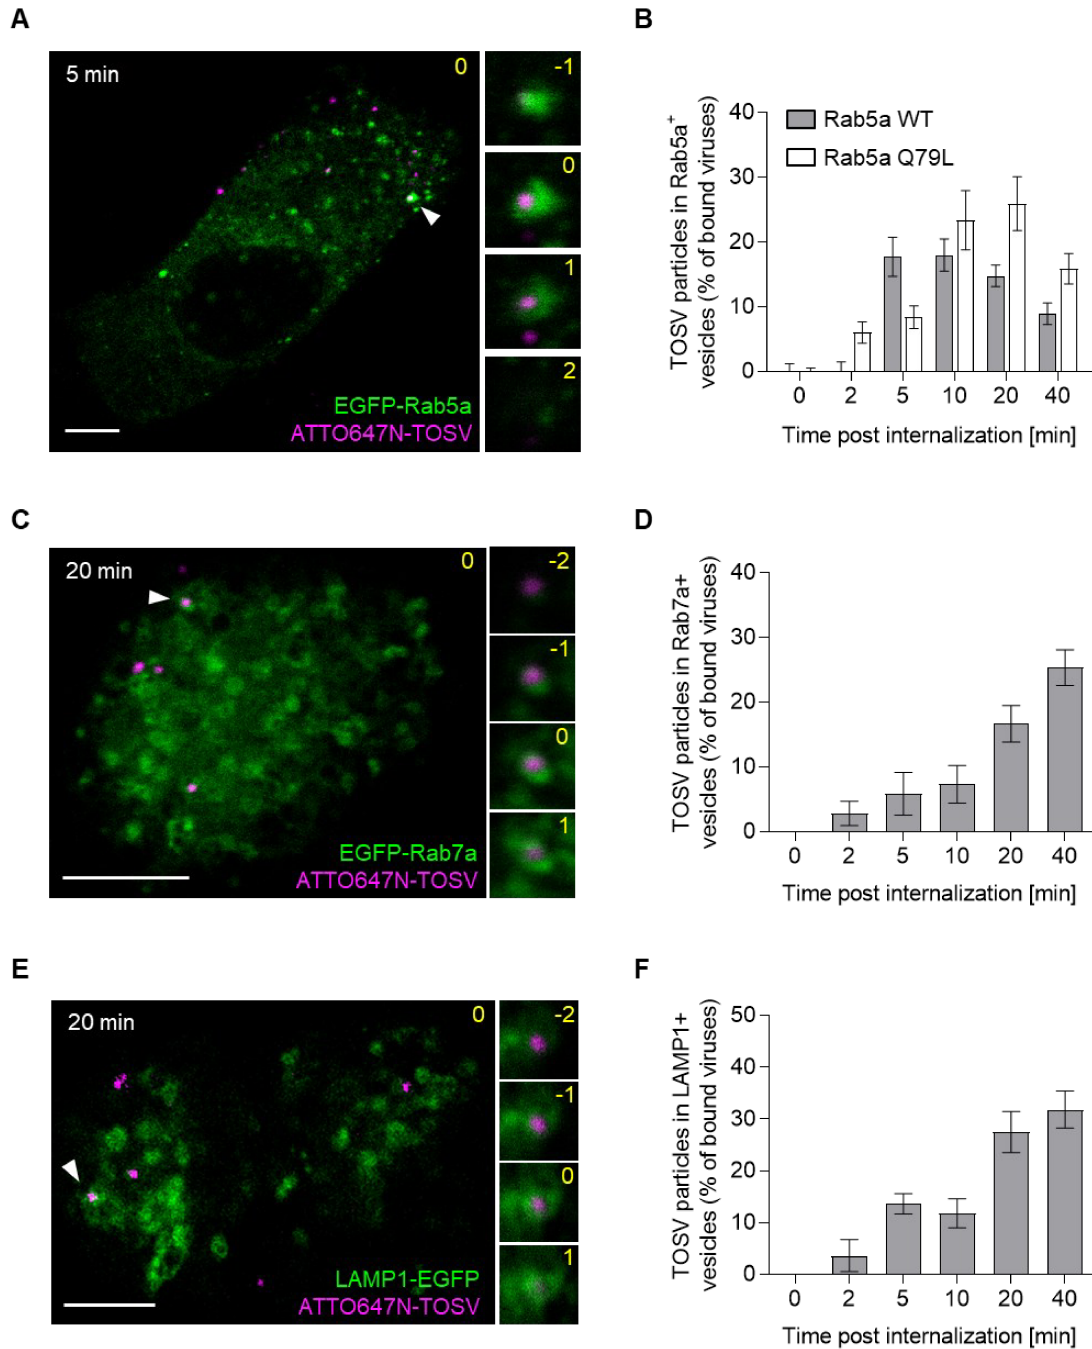 A
5 min
0
EGFP-Rab5a
ATTO647N-TOSV
-1
0
1
2
B
TOSV particles in Rab5a+
vesicles (% of bound viruses)
40
30
20
10
0
Rab5a WT
Rab5a Q79L
0 2 5 10 20 40
Time post internalization [min]
C
20 min
0
EGFP-Rab7a
ATTO647N-TOSV
-2
-1
0
1
D
TOSV particles in Rab7a+
vesicles (% of bound viruses)
40
30
20
10
0
0 2 5 10 20 40
Time post internalization [min]
E
20 min
0
LAMP1-EGFP
ATTO647N-TOSV
-2
-1
0
1
F
TOSV particles in LAMP1+
vesicles (% of bound viruses)
50
40
30
20
10
0
0 2 5 10 20 40
Time post internalization [min]